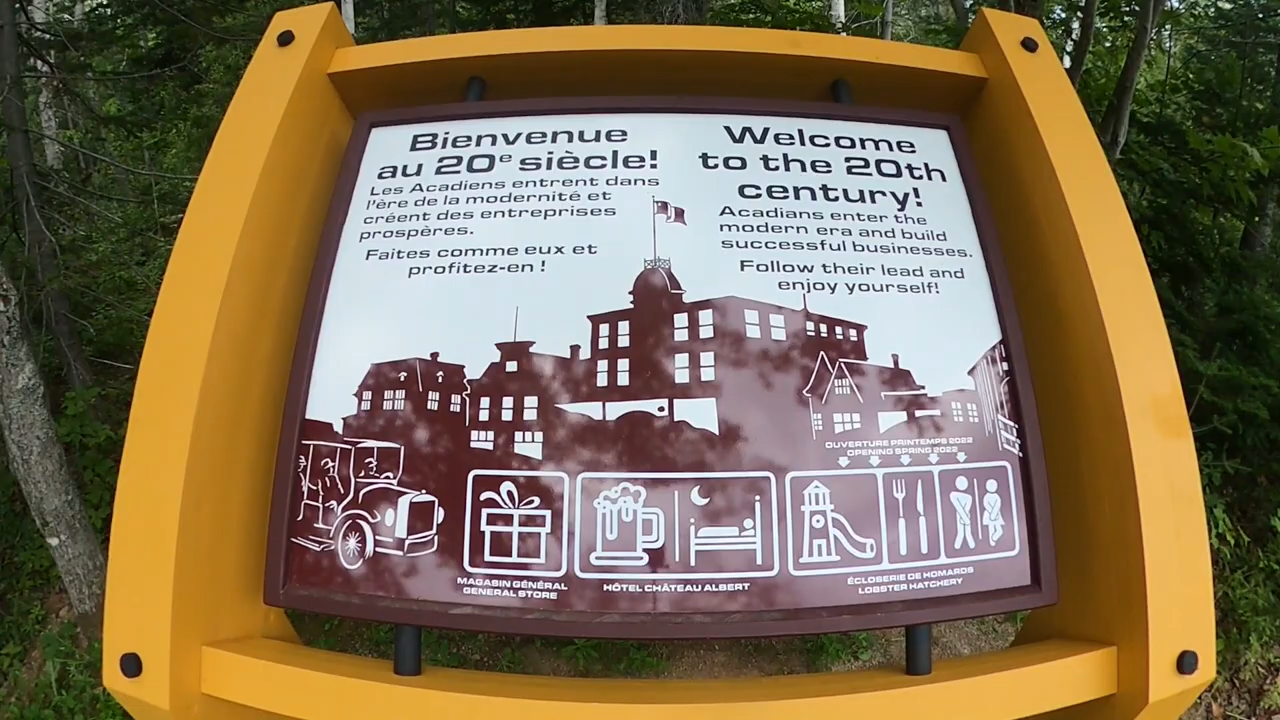 Bienvenue
au 20e siècle!
Les Acadiens entrent dans
l'ère de la modernité et
créent des entreprises
prospères.
Faites comme eux et
profitez-en !
Welcome
to the 20th
century!
Acadians enter the
modern era and build
successful businesses.
Follow their lead and
enjoy yourself!
OUVERTURE PRINTEMPS 2022
OPENING SPRING 2022
MAGASIN GÉNÉRAL
GENERAL STORE
HÔTEL CHÂTEAU ALBERT
ÉCLOSERIE DE HOMARDS
LOBSTER HATCHERY